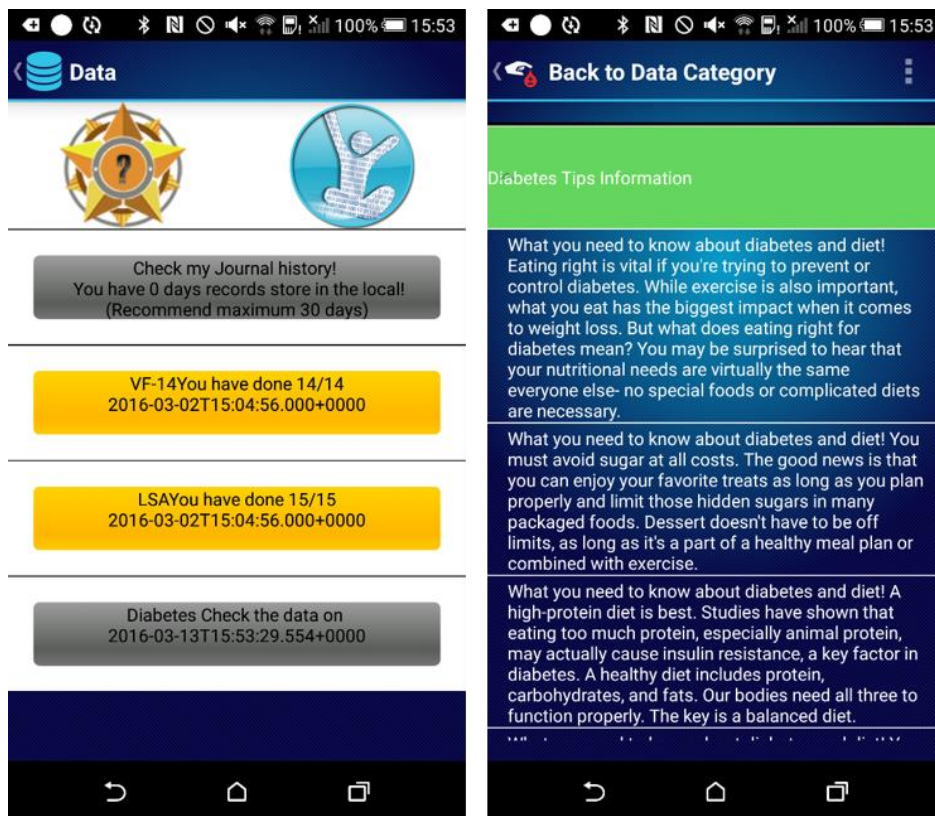 100% 15:53
Data
?
Check my Journal history!
You have 0 days records store in the local!
(Recommend maximum 30 days)
VF-14You have done 14/14
2016-03-02T15:04:56.000+0000
LSAYou have done 15/15
2016-03-02T15:04:56.000+0000
Diabetes Check the data on
2016-03-13T15:53:29.554+0000
100% 15:53
Back to Data Category
Diabetes Tips Information
What you need to know about diabetes and diet!
Eating right is vital if you're trying to prevent or
control diabetes. While exercise is also important,
what you eat has the biggest impact when it comes
to weight loss. But what does eating right for
diabetes mean? You may be surprised to hear that
your nutritional needs are virtually the same
everyone else- no special foods or complicated diets
are necessary.
What you need to know about diabetes and diet! You
must avoid sugar at all costs. The good news is that
you can enjoy your favorite treats as long as you plan
properly and limit those hidden sugars in many
packaged foods. Dessert doesn't have to be off
limits, as long as it's a part of a healthy meal plan or
combined with exercise.
What you need to know about diabetes and diet! A
high-protein diet is best. Studies have shown that
eating too much protein, especially animal protein,
may actually cause insulin resistance, a key factor in
diabetes. A healthy diet includes protein,
carbohydrates, and fats. Our bodies need all three to
function properly. The key is a balanced diet.